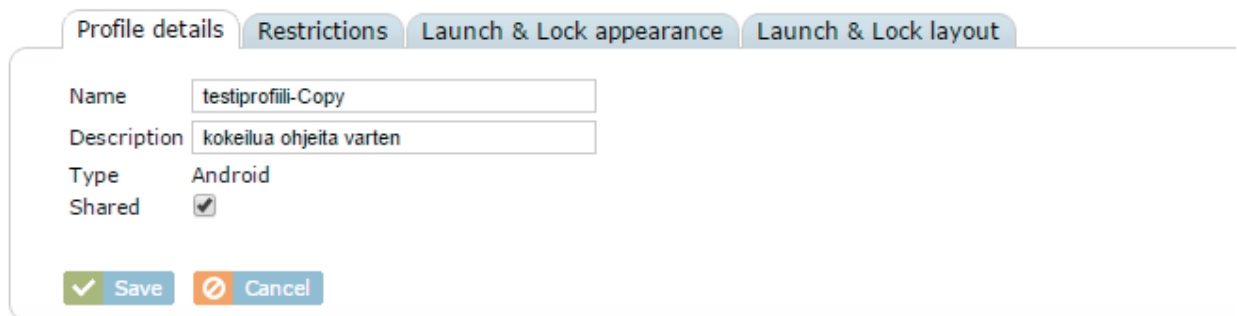 Profile details Restrictions Launch & Lock appearance Launch & Lock layout
Name testiprofiili-Copy
Description kokeilua ohjeita varten
Type Android
Shared
Save Cancel